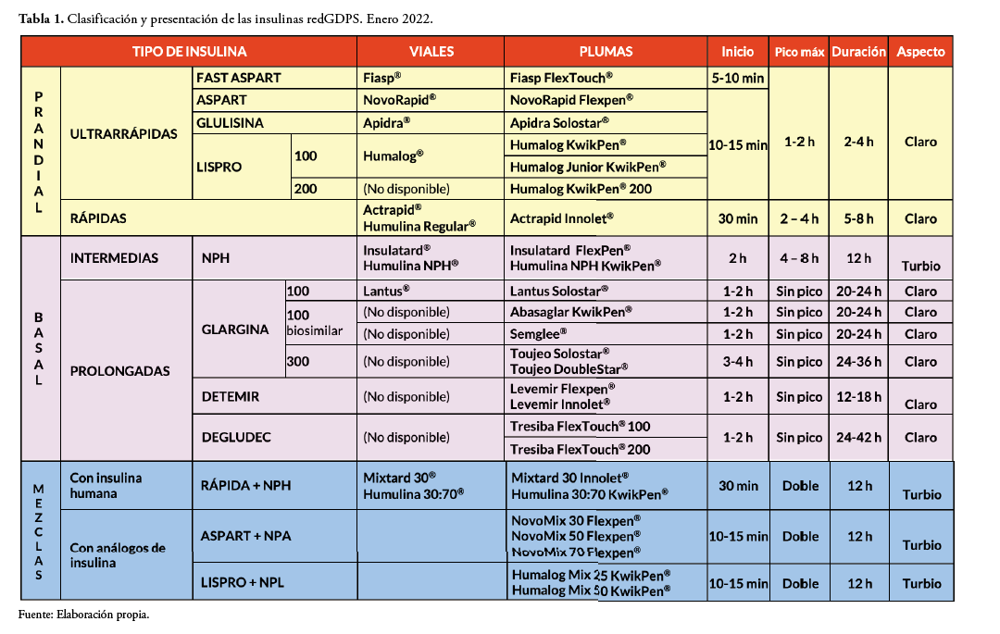 Tabla 1. Clasificación y presentación de las insulinas redGDPS. Enero 2022.
TIPO DE INSULINA VIALES PLUMAS Inicio Pico máx Duración Aspecto
PRANDIAL
ULTRARRÁPIDAS
FAST ASPART Fiasp® Fiasp FlexTouch® 5-10 min
ASPART NovoRapid® NovoRapid Flexpen®
GLULISINA Apidra® Apidra Solostar®
LISPRO 100 Humalog® Humalog KwikPen® 10-15 min 1-2 h 2-4 h Claro
Humalog Junior KwikPen®
200 (No disponible) Humalog KwikPen® 200
RÁPIDAS Actrapid® Actrapid Innolet® 30 min 2 – 4 h 5-8 h Claro
Humulina Regular®
BASAL
INTERMEDIAS NPH Insulatard® Insulatard FlexPen® 2 h 4 – 8 h 12 h Turbio
Humulina NPH® Humulina NPH KwikPen®
PROLONGADAS
GLARGINA
100 Lantus® Lantus Solostar® 1-2 h Sin pico 20-24 h Claro
100 (No disponible) Abasaglar KwikPen® 1-2 h Sin pico 20-24 h Claro
biosimilar (No disponible) Semglee® 1-2 h Sin pico 20-24 h Claro
300 (No disponible) Toujeo Solostar® 3-4 h Sin pico 24-36 h Claro
Toujeo DoubleStar®
DETEMIR (No disponible) Levemir Flexpen® 1-2 h Sin pico 12-18 h Claro
Levemir Innolet®
DEGLUDEC (No disponible) Tresiba FlexTouch® 100 1-2 h Sin pico 24-42 h Claro
Tresiba FlexTouch® 200
MEZCLAS
Con insulina Mixtard 30® Mixtard 30 Innolet®
humana RÁPIDA + NPH Humulina 30:70® Humulina 30:70 KwikPen® 30 min Doble 12 h Turbio
Con análogos de
insulina
ASPART + NPA NovoMix 30 Flexpen® 10-15 min Doble 12 h Turbio
NovoMix 50 Flexpen®
NovoMix 70 Flexpen®
LISPRO + NPL Humalog Mix 25 KwikPen® 10-15 min Doble 12 h Turbio
Humalog Mix 50 KwikPen®
Fuente: Elaboración propia.